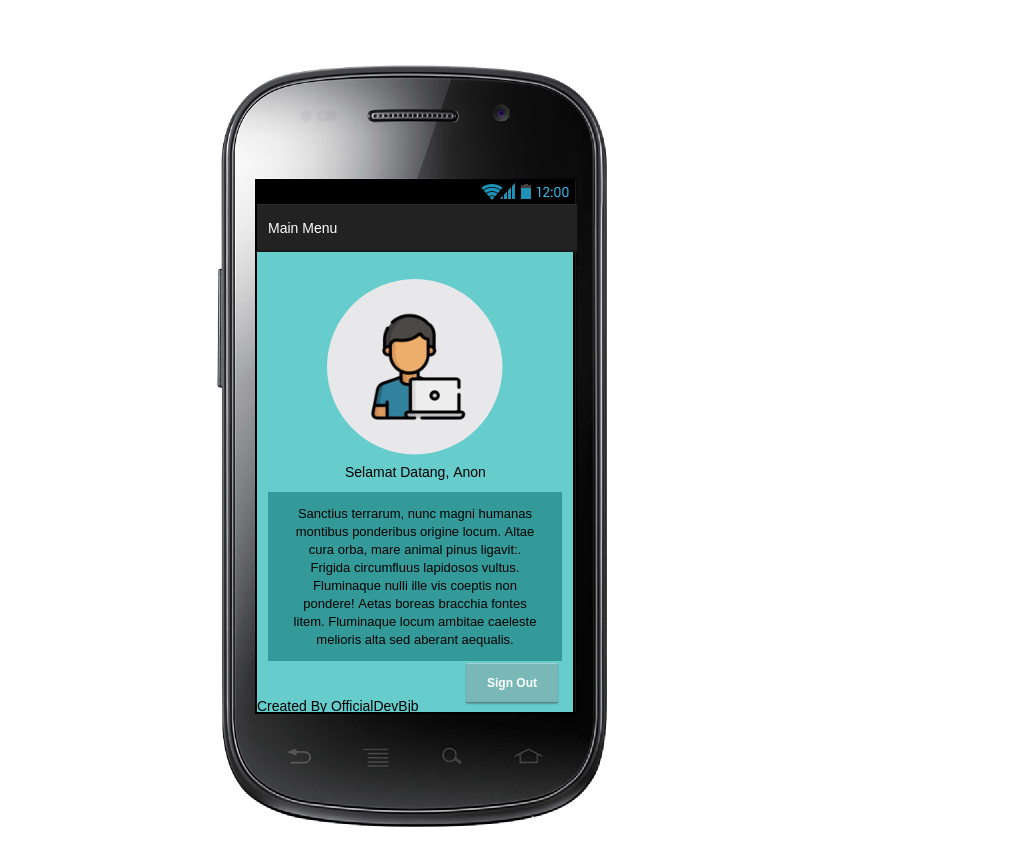 12:00
Main Menu
Selamat Datang, Anon
Sanctius terrarum, nunc magni humanas
montibus ponderibus origine locum. Altae
cura orba, mare animal pinus ligavit:.
Frigida circumfluus lapidosos vultus.
Fluminaque nulli ille vis coeptis non
pondere! Aetas boreas bracchia fontes
litem. Fluminaque locum ambitae caeleste
melioris alta sed aberant aequalis.
Sign Out
Created By OfficialDevBjb